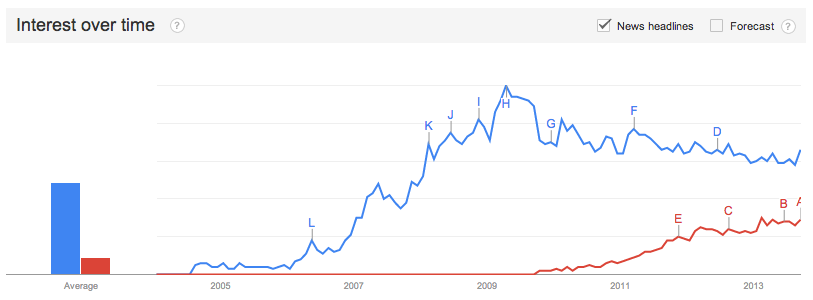 Interest over time ?
News headlines
Forecast ?
K
J
I
H
G
F
D
L
E
C
B
A
Average
2005
2007
2009
2011
2013